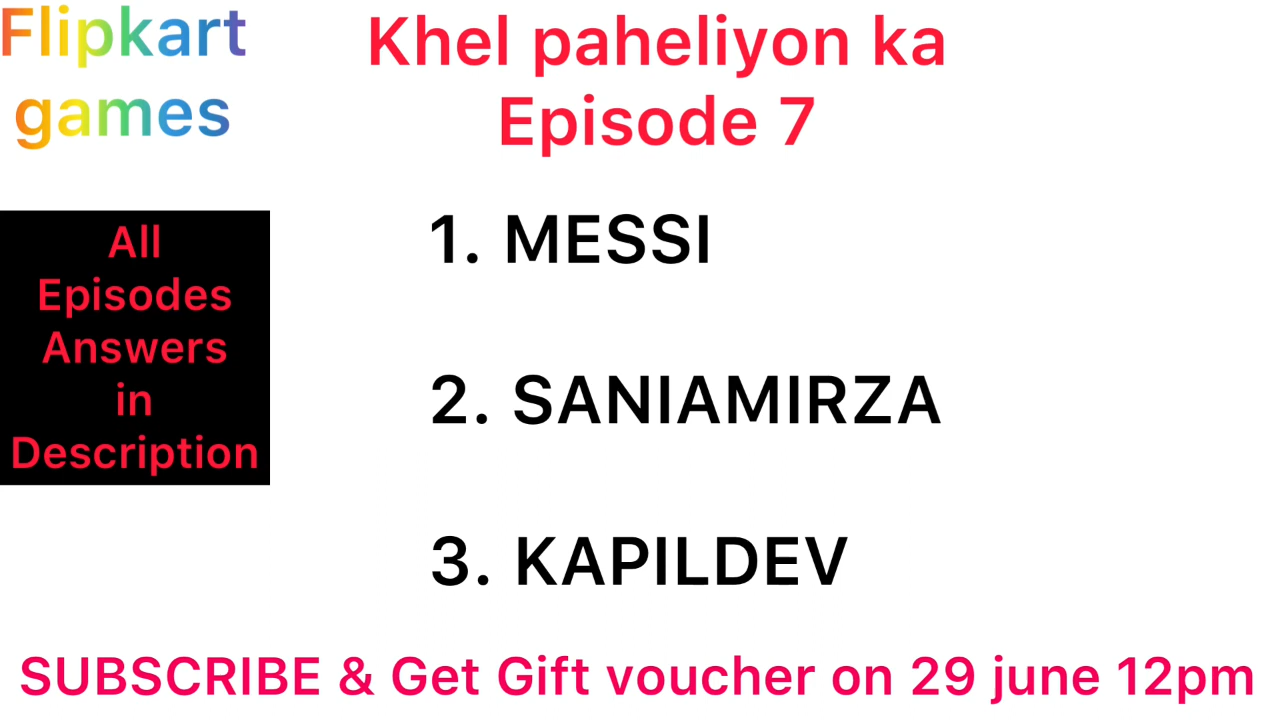 Flipkart
games
Khel paheliyon ka
Episode 7
All
Episodes
Answers
in
Description
1. MESSI
2. SANIAMIRZA
3. KAPILDEV
SUBSCRIBE & Get Gift voucher on 29 june 12pm